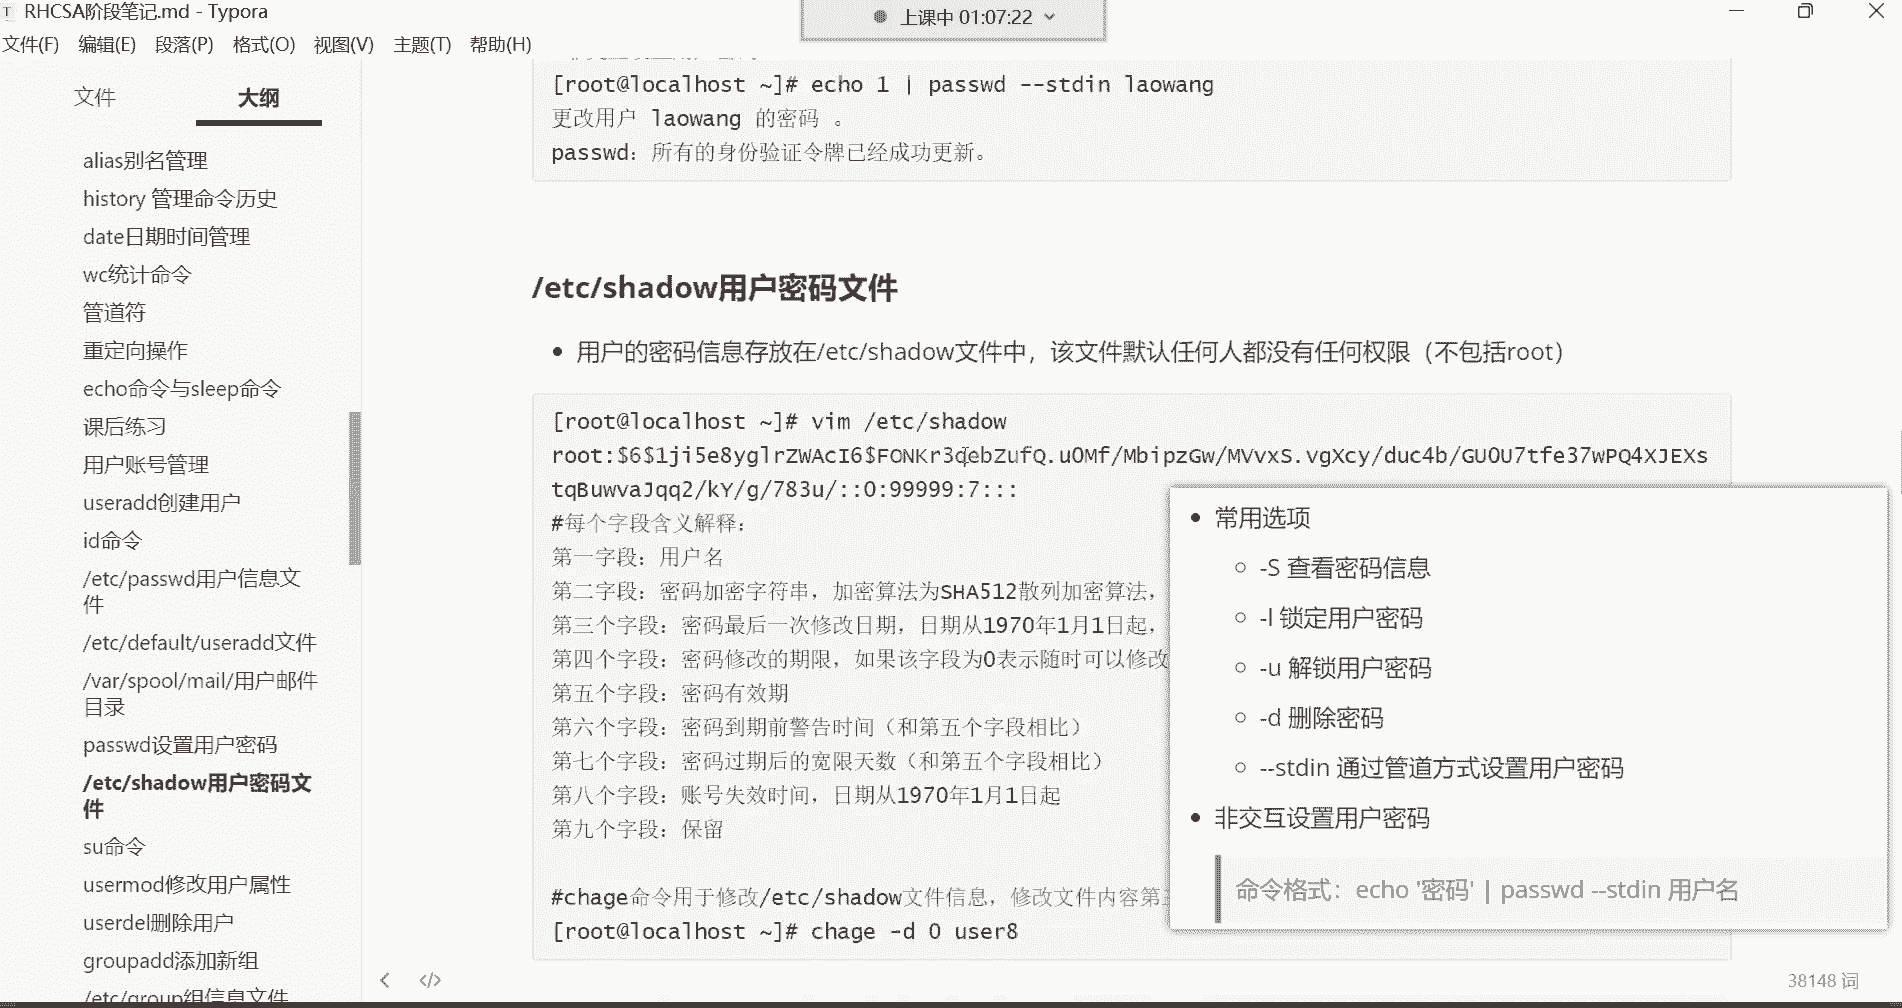 RHCSA阶段笔记.md - Typora
上课中 01:07:22
文件(F) 编辑(E) 段落(P) 格式(O) 视图(V) 主题(T) 帮助(H)
文件 大纲
alias别名管理
history 管理命令历史
date日期时间管理
wc统计命令
管道符
重定向操作
echo命令与sleep命令
课后练习
用户账号管理
useradd创建用户
id命令
/etc/passwd用户信息文
件
/etc/default/useradd文件
/var/spool/mail/用户邮件
目录
passwd设置用户密码
/etc/shadow用户密码文
件
su命令
usermod修改用户属性
userdel删除用户
groupadd添加新组
/etc/group组信息文件
[root@localhost ~]# echo 1 | passwd --stdin laowang
更改用户 laowang 的密码 。
passwd：所有的身份验证令牌已经成功更新。
/etc/shadow用户密码文件
用户的密码信息存放在/etc/shadow文件中，该文件默认任何人都没有任何权限（不包括root）
[root@localhost ~]# vim /etc/shadow
root:$6$1ji5e8yglrZWAcI6$FONKr3qebZufQ.u0Mf/MbipzGw/MVvxS.vgXcy/duc4b/GU0U7tfe37wPQ4XJEXs
tqBuwvaJqq2/kY/g/783u/::0:99999:7:::
#每个字段含义解释：
第一字段：用户名
第二字段：密码加密字符串，加密算法为SHA512散列加密算法，
第三个字段：密码最后一次修改日期，日期从1970年1月1日起，
第四个字段：密码修改的期限，如果该字段为0表示随时可以修改
第五个字段：密码有效期
第六个字段：密码到期前警告时间（和第五个字段相比）
第七个字段：密码过期后的宽限天数（和第五个字段相比）
第八个字段：账号失效时间，日期从1970年1月1日起
第九个字段：保留
#chage命令用于修改/etc/shadow文件信息，修改文件内容第
[root@localhost ~]# chage -d 0 user8
常用选项
-S 查看密码信息
-l 锁定用户密码
-u 解锁用户密码
-d 删除密码
--stdin 通过管道方式设置用户密码
非交互设置用户密码
命令格式：echo '密码' | passwd --stdin 用户名
38148 词